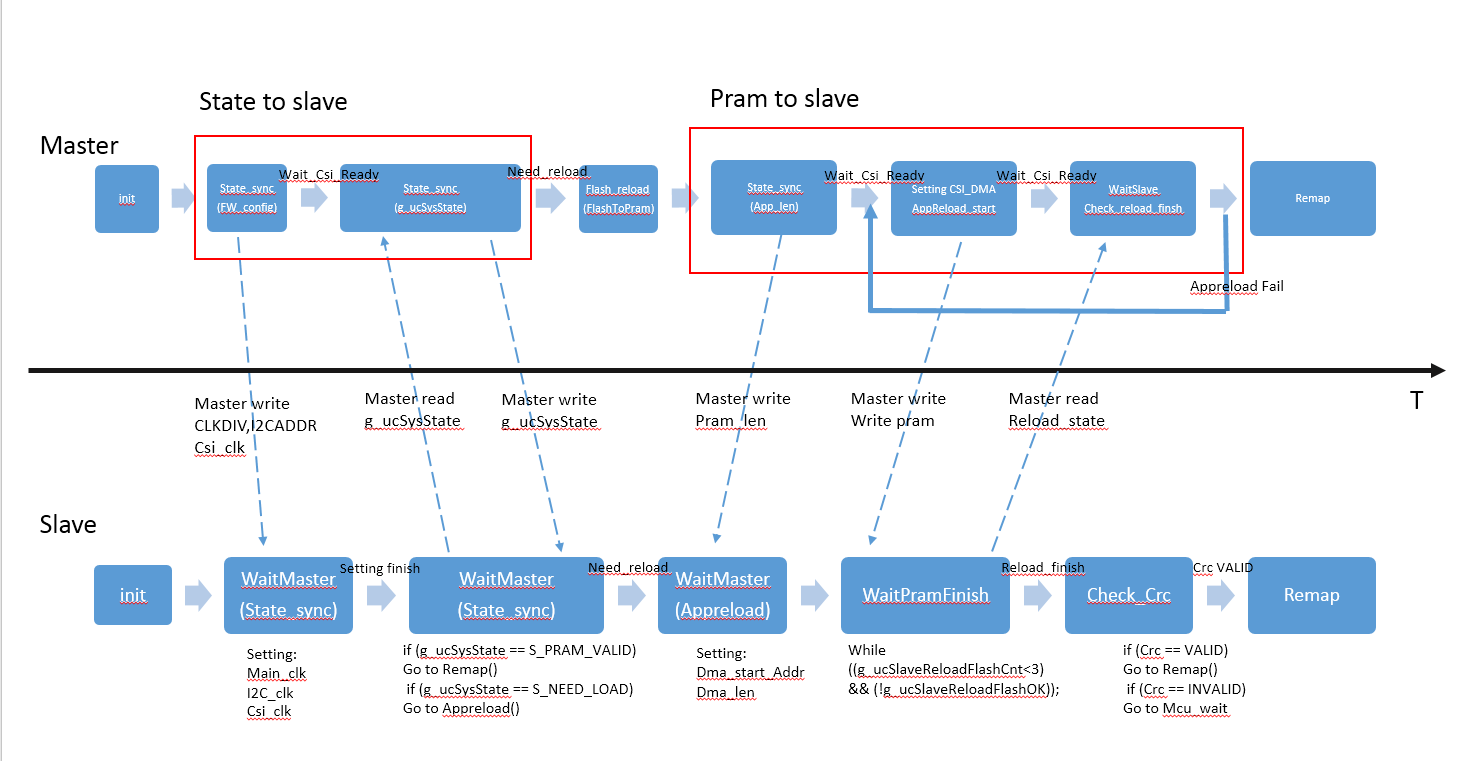 State to slave
Pram to slave
Master
init
State_sync
(FW_config)
Wait_Csi_Ready
State_sync
(g_ucSysState)
Need_reload
Flash_reload
(FlashToPram)
State_sync
(App_len)
Wait_Csi_Ready
Setting CSI_DMA
AppReload_start
Wait_Csi_Ready
WaitSlave
Check_reload_finsh
Remap
Appreload Fail
T
Master write
CLKDIV,I2CADDR
Csi_clk
Master read
g_ucSysState
Master write
g_ucSysState
Master write
Pram_len
Master write
Write pram
Master read
Reload_state
Slave
init
WaitMaster
(State_sync)
Setting finish
WaitMaster
(State_sync)
Need_reload
WaitMaster
(Appreload)
WaitPramFinish
Reload_finish
Check_Crc
Crc VALID
Remap
Setting:
Main_clk
I2C_clk
Csi_clk
if (g_ucSysState == S_PRAM_VALID)
Go to Remap()
if (g_ucSysState == S_NEED_LOAD)
Go to Appreload()
Setting:
Dma_start_Addr
Dma_len
While
((g_ucSlaveReloadFlashCnt<3)
&& (!g_ucSlaveReloadFlashOK));
if (Crc == VALID)
Go to Remap()
if (Crc == INVALID)
Go to Mcu_wait